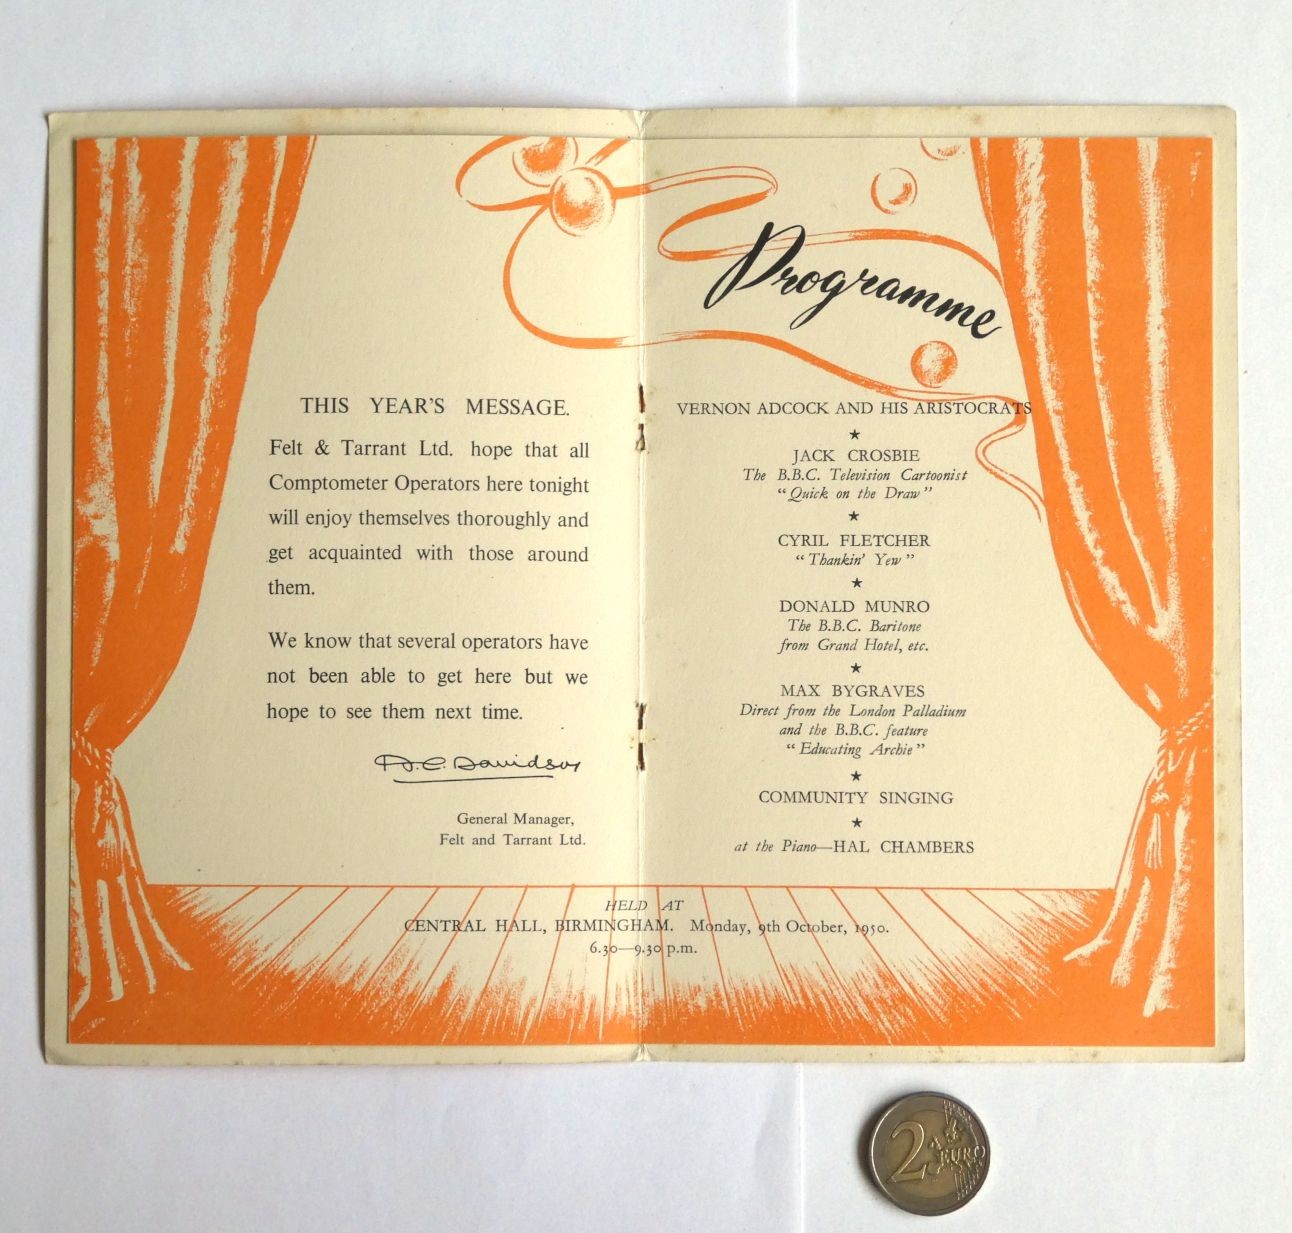 THIS YEAR'S MESSAGE.
Felt & Tarrant Ltd. hope that all
Comptometer Operators here tonight
will enjoy themselves thoroughly and
get acquainted with those around
them.
We know that several operators have
not been able to get here but we
hope to see them next time.
A. C. Davidson
General Manager,
Felt and Tarrant Ltd.
Programme
VERNON ADCOCK AND HIS ARISTOCRATS
★
JACK CROSBIE
The B.B.C. Television Cartoonist
"Quick on the Draw"
★
CYRIL FLETCHER
"Thankin' Yew"
★
DONALD MUNRO
The B.B.C. Baritone
from Grand Hotel, etc.
★
MAX BYGRAVES
Direct from the London Palladium
and the B.B.C. feature
"Educating Archie"
★
COMMUNITY SINGING
★
at the Piano—HAL CHAMBERS
HELD AT
CENTRAL HALL, BIRMINGHAM. Monday, 9th October, 1950.
6.30—9.30 p.m.
2 EURO